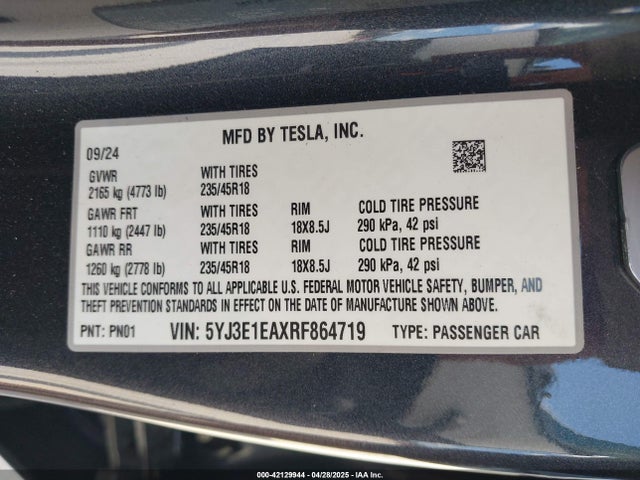 MFD BY TESLA, INC.
09/24
GVWR WITH TIRES
2165 kg (4773 lb) 235/45R18
GAWR FRT WITH TIRES RIM COLD TIRE PRESSURE
1110 kg (2447 lb) 235/45R18 18X8.5J 290 kPa, 42 psi
GAWR RR WITH TIRES RIM COLD TIRE PRESSURE
1260 kg (2778 lb) 235/45R18 18X8.5J 290 kPa, 42 psi
THIS VEHICLE CONFORMS TO ALL APPLICABLE U.S. FEDERAL MOTOR VEHICLE SAFETY, BUMPER, AND
THEFT PREVENTION STANDARDS IN EFFECT ON THE DATE OF MANUFACTURE SHOWN ABOVE.
PNT: PN01 VIN: 5YJ3E1EAXRF864719 TYPE: PASSENGER CAR
000-42129944 - 04/28/2025 - IAA Inc.